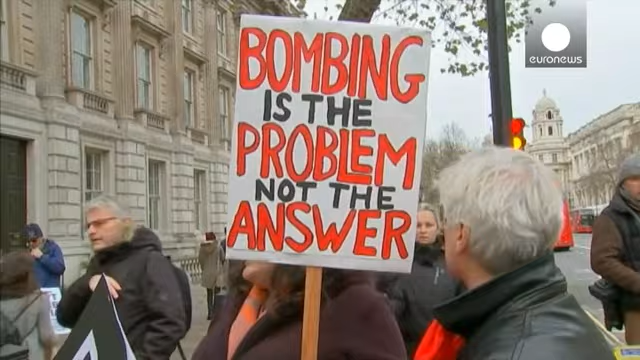 BOMBING
IS THE
PROBLEM
NOT THE
ANSWER
euronews